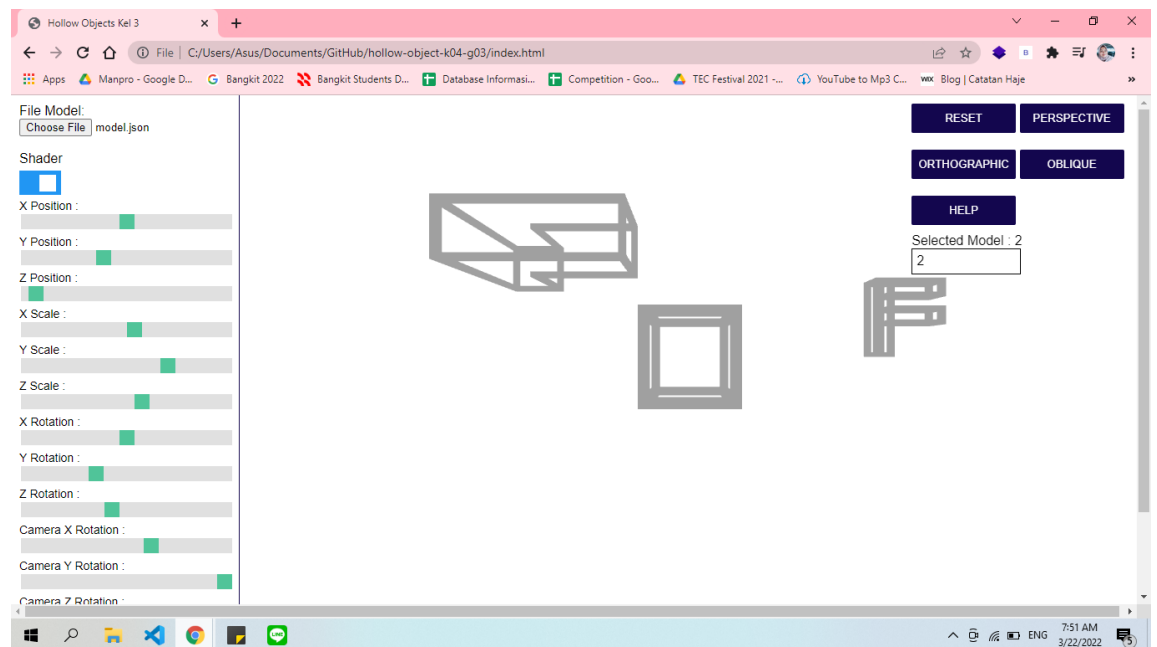 Hollow Objects Kel 3
File | C:/Users/Asus/Documents/GitHub/hollow-object-k04-g03/index.html
Apps Manpro - Google D... Bangkit 2022 Bangkit Students D... Database Informasi... Competition - Goo... TEC Festival 2021 -... YouTube to Mp3 C... WIX Blog | Catatan Haje »
File Model:
Choose File model.json
Shader
X Position :
Y Position :
Z Position :
X Scale :
Y Scale :
Z Scale :
X Rotation :
Y Rotation :
Z Rotation :
Camera X Rotation :
Camera Y Rotation :
Camera Z Rotation :
RESET PERSPECTIVE
ORTHOGRAPHIC OBLIQUE
HELP
Selected Model : 2
2
LINE
ENG
7:51 AM
3/22/2022
5